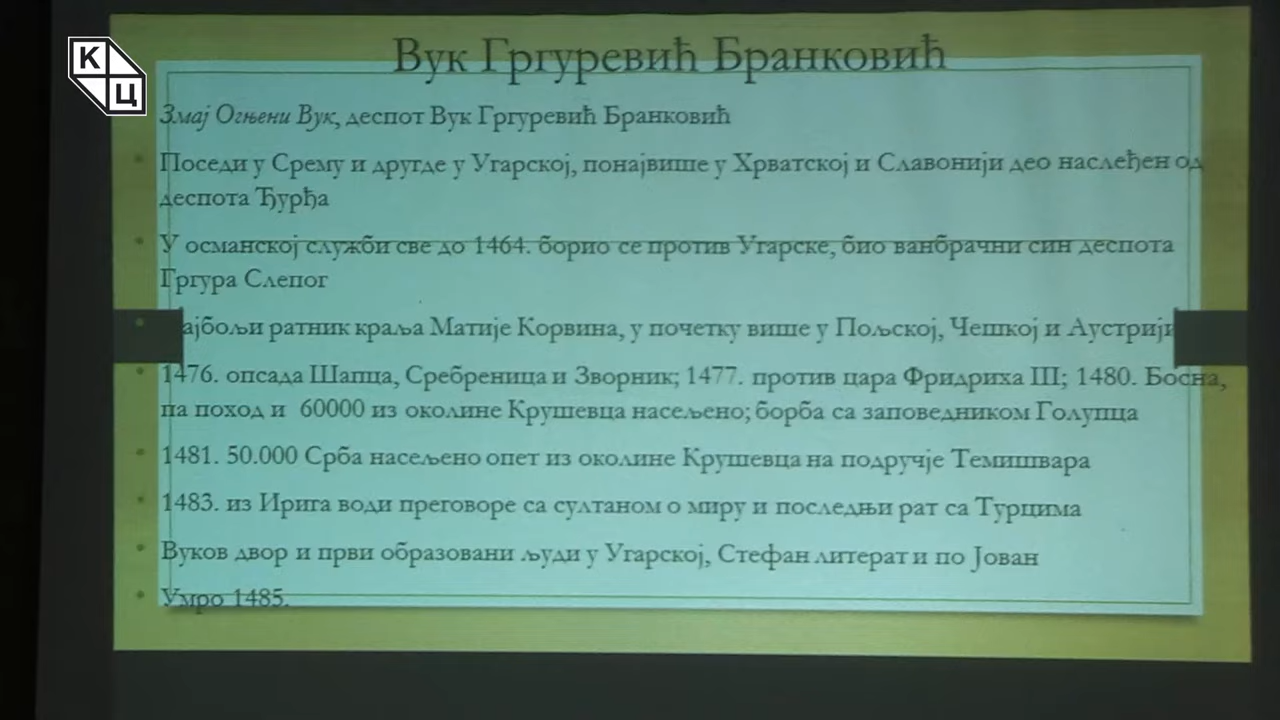 К
Ц
Вук Гргуревић Бранковић
Змај Огњени Вук, деспот Вук Гргуревић Бранковић
• Поседи у Срему и другде у Угарској, понајвише у Хрватској и Славонији део наслеђен од
деспота Ђурђа
• У османској служби све до 1464. борио се против Угарске, био ванбрачни син деспота
Гргура Слепог
• ајбољи ратник краља Матије Корвина, у почетку више у Пољској, Чешкој и Аустрији
• 1476. опсада Шапца, Сребреница и Зворник; 1477. против цара Фридриха III; 1480. Босна,
па поход и 60000 из околине Крушевца насељено; борба са заповедником Голупца
• 1481. 50.000 Срба насељено опет из околине Крушевца на подручје Темишвара
• 1483. из Ирига води преговоре са султаном о миру и последњи рат са Турцима
• Вуков двор и први образовани људи у Угарској, Стефан литерат и по Јован
• Умро 1485.